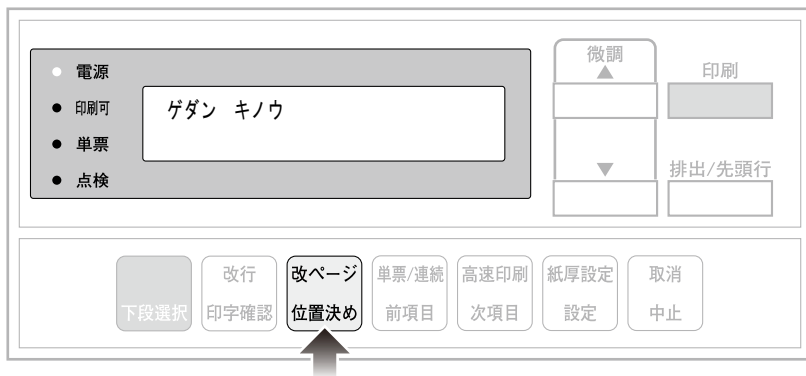 電源
印刷可
単票
点検
ゲダン キノウ
微調
▲
▼
印刷
排出/先頭行
下段選択
改行
印字確認
改ページ
位置決め
単票/連続
前項目
高速印刷
次項目
紙厚設定
設定
取消
中止